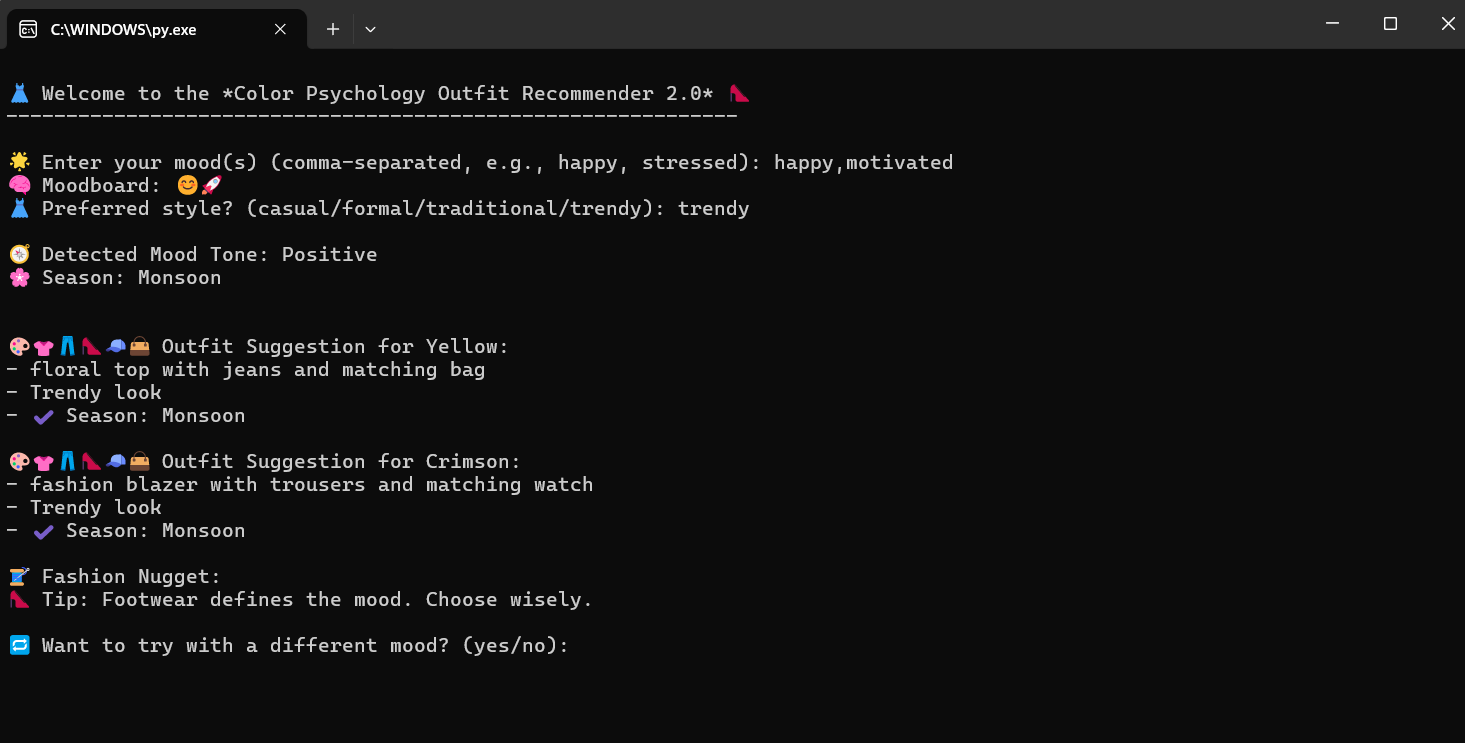 C:\WINDOWS\py.exe
👗 Welcome to the *Color Psychology Outfit Recommender 2.0* 👠
-------------------------------------------------------------
🌟 Enter your mood(s) (comma-separated, e.g., happy, stressed): happy,motivated
🧠 Moodboard: 😊🚀
👗 Preferred style? (casual/formal/traditional/trendy): trendy
🧭 Detected Mood Tone: Positive
🌸 Season: Monsoon
🎨👚👖👠🧢👜 Outfit Suggestion for Yellow:
- floral top with jeans and matching bag
- Trendy look
- ✔️ Season: Monsoon
🎨👚👖👠🧢👜 Outfit Suggestion for Crimson:
- fashion blazer with trousers and matching watch
- Trendy look
- ✔️ Season: Monsoon
🧵 Fashion Nugget:
👠 Tip: Footwear defines the mood. Choose wisely.
🔁 Want to try with a different mood? (yes/no):